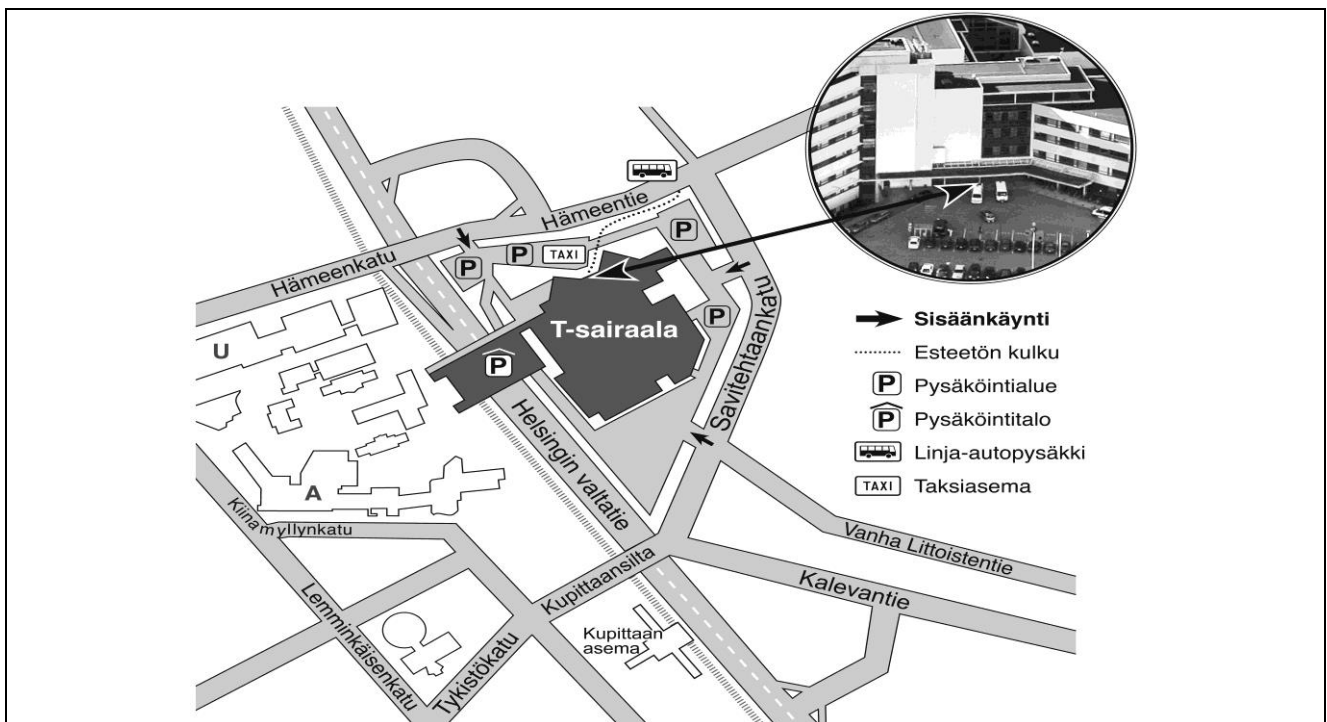 Hämeentie
P
P
TAXI
P
Hämeenkatu
P
P
T-sairaala
U
P
Savitehtaankatu
Helsingin valtatie
A
Kiinamyllynkatu
Vanha Littoistentie
Kupittaansilta
Kalevantie
Lemminkäisenkatu
Tykistökatu
Kupittaan
asema
Sisäänkäynti
Esteetön kulku
P Pysäköintialue
P Pysäköintitalo
Linja-autopysäkki
TAXI Taksiasema